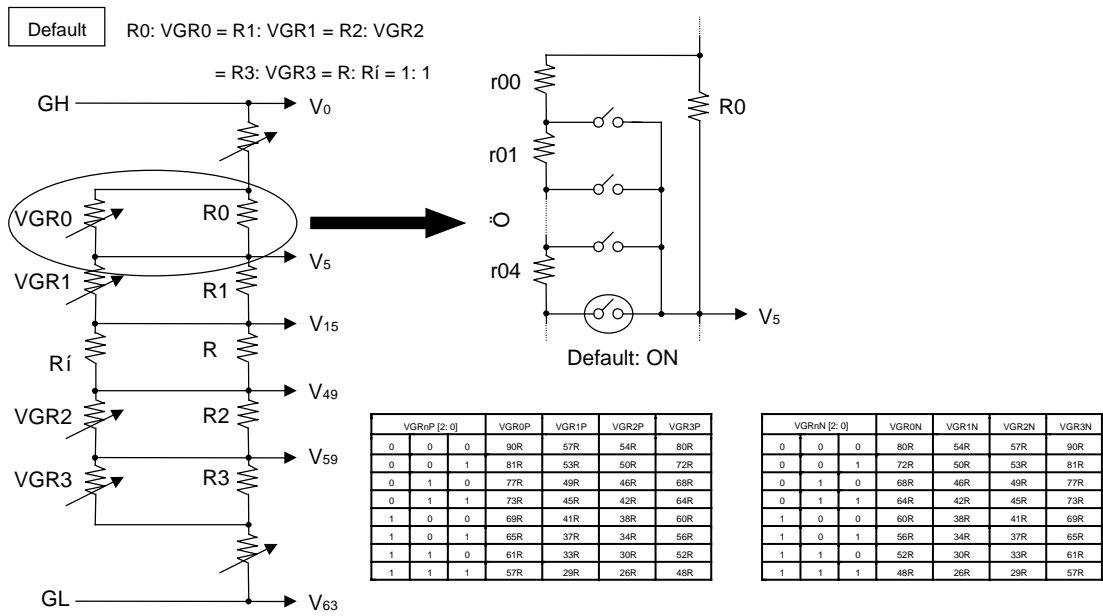 Default
R0: VGR0 = R1: VGR1 = R2: VGR2
= R3: VGR3 = R: Rí = 1: 1
GH
V0
VGR0
R0
V5
VGR1
R1
V15
Rí
R
V49
VGR2
R2
V59
VGR3
R3
GL
V63
r00
R0
r01
Ö
r04
V5
Default: ON
VGRnP [2: 0] VGR0P VGR1P VGR2P VGR3P
0 0 0 90R 57R 54R 80R
0 0 1 81R 53R 50R 72R
0 1 0 77R 49R 46R 68R
0 1 1 73R 45R 42R 64R
1 0 0 69R 41R 38R 60R
1 0 1 65R 37R 34R 56R
1 1 0 61R 33R 30R 52R
1 1 1 57R 29R 26R 48R
VGRnN [2: 0] VGR0N VGR1N VGR2N VGR3N
0 0 0 80R 54R 57R 90R
0 0 1 72R 50R 53R 81R
0 1 0 68R 46R 49R 77R
0 1 1 64R 42R 45R 73R
1 0 0 60R 38R 41R 69R
1 0 1 56R 34R 37R 65R
1 1 0 52R 30R 33R 61R
1 1 1 48R 26R 29R 57R